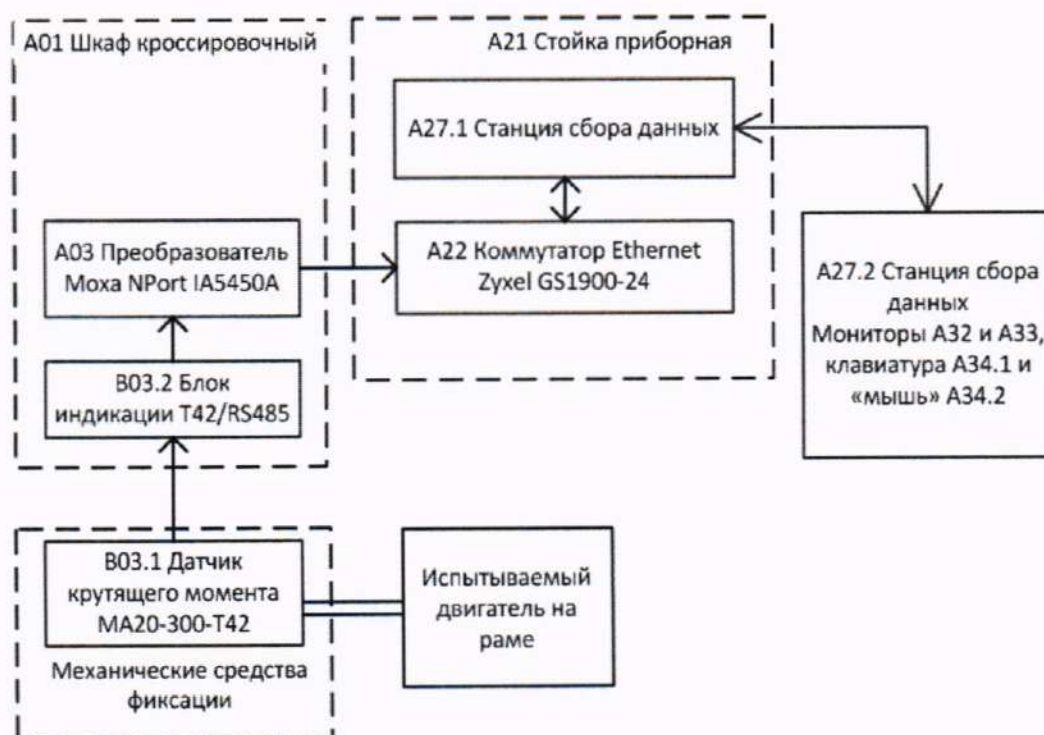 А01 Шкаф кроссировочный
А21 Стойка приборная
А27.1 Станция сбора данных
А03 Преобразователь
Moxa NPort IA5450A
А22 Коммутатор Ethernet
Zyxel GS1900-24
А27.2 Станция сбора
данных
Мониторы А32 и А33,
клавиатура А34.1 и
«мышь» А34.2
В03.2 Блок
индикации Т42/RS485
В03.1 Датчик
крутящего момента
МА20-300-Т42
Механические средства
фиксации
Испытываемый
двигатель на
раме